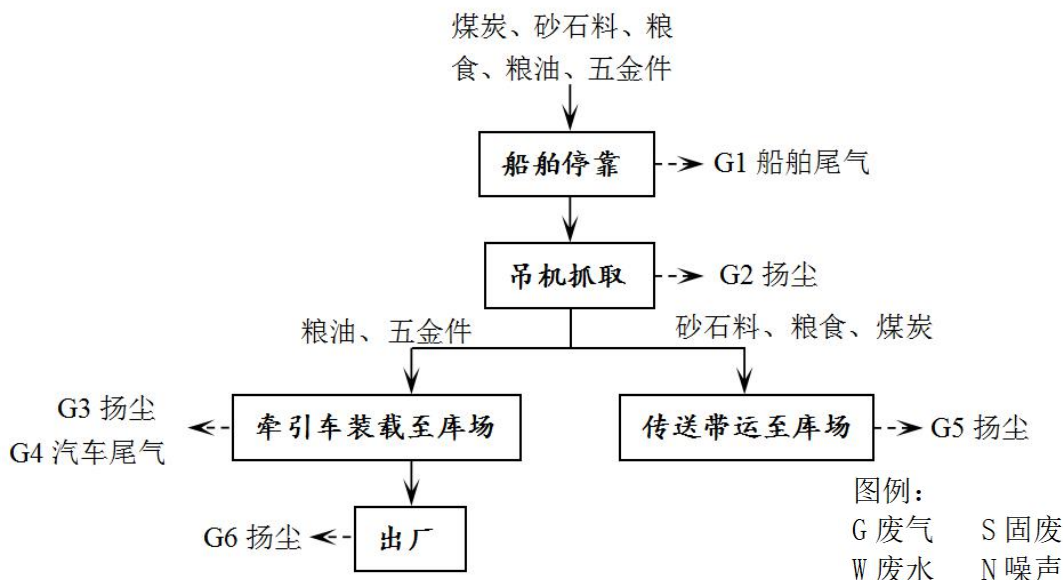 煤炭、砂石料、粮
食、粮油、五金件
船舶停靠
G1 船舶尾气
吊机抓取
G2 扬尘
粮油、五金件
砂石料、粮食、煤炭
G3 扬尘
G4 汽车尾气
牵引车装载至库场
传送带运至库场
G5 扬尘
G6 扬尘
出厂
图例：
G 废气 S 固废
W 废水 N 噪声